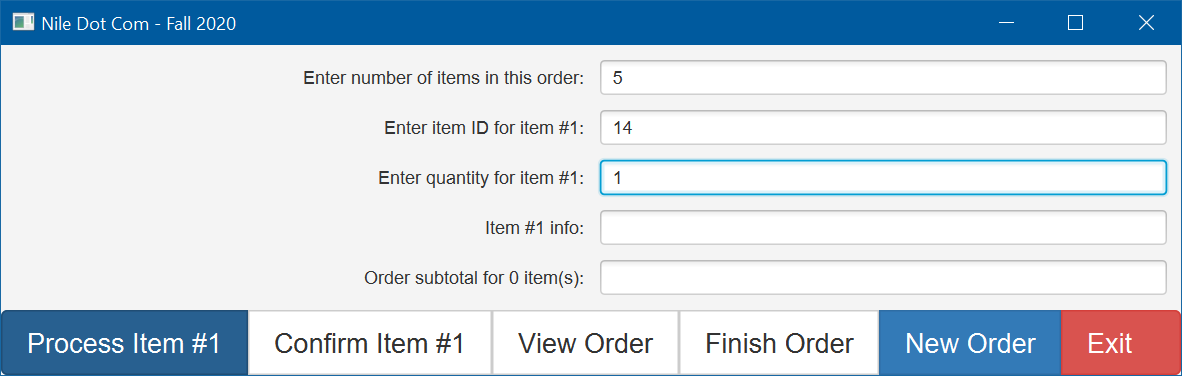 Nile Dot Com - Fall 2020
Enter number of items in this order: 5
Enter item ID for item #1: 14
Enter quantity for item #1: 1
Item #1 info:
Order subtotal for 0 item(s):
Process Item #1 Confirm Item #1 View Order Finish Order New Order Exit